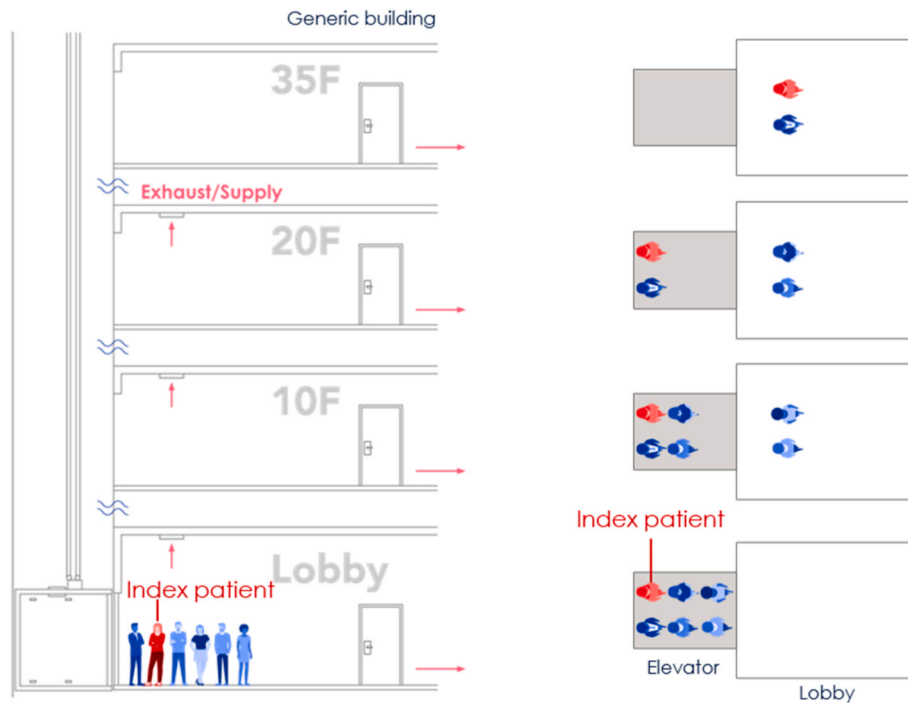 Generic building
35F
Exhaust/Supply
20F
10F
Index patient
Lobby
Index patient
Elevator
Lobby